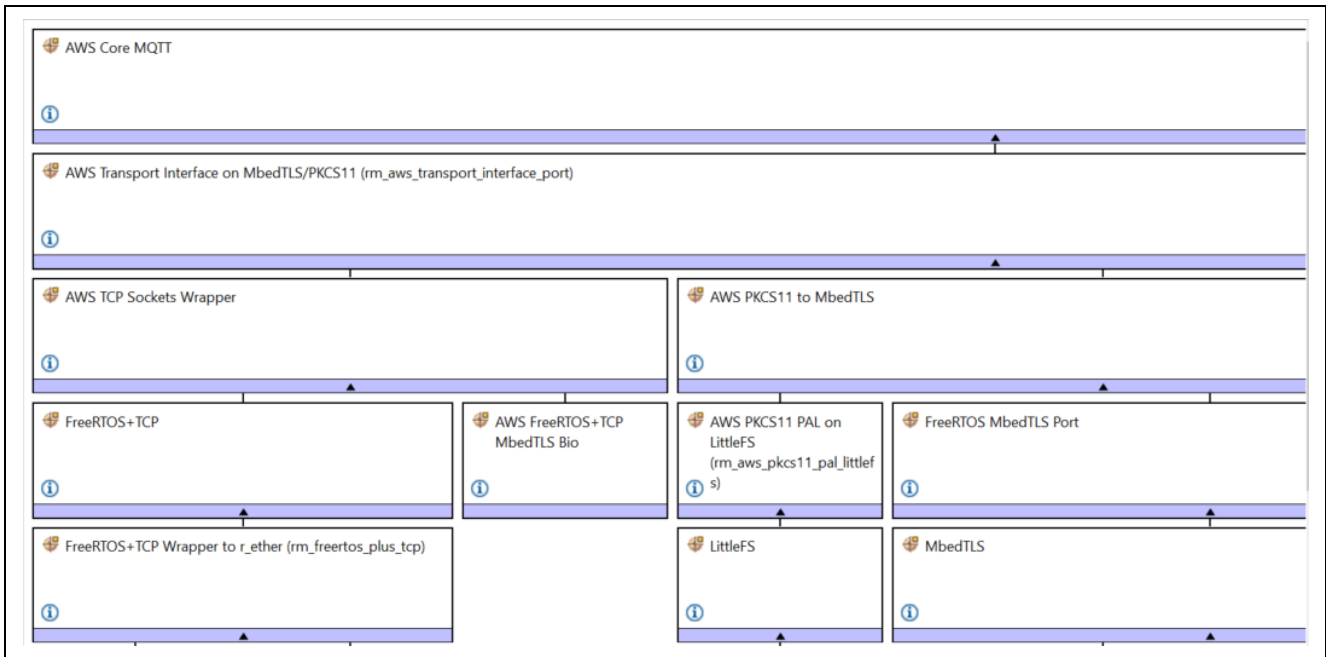 AWS Core MQTT
AWS Transport Interface on MbedTLS/PKCS11 (rm_aws_transport_interface_port)
AWS TCP Sockets Wrapper
AWS PKCS11 to MbedTLS
FreeRTOS+TCP
AWS FreeRTOS+TCP
MbedTLS Bio
AWS PKCS11 PAL on
LittleFS
(rm_aws_pkcs11_pal_littlef
s)
FreeRTOS MbedTLS Port
FreeRTOS+TCP Wrapper to r_ether (rm_freertos_plus_tcp)
LittleFS
MbedTLS